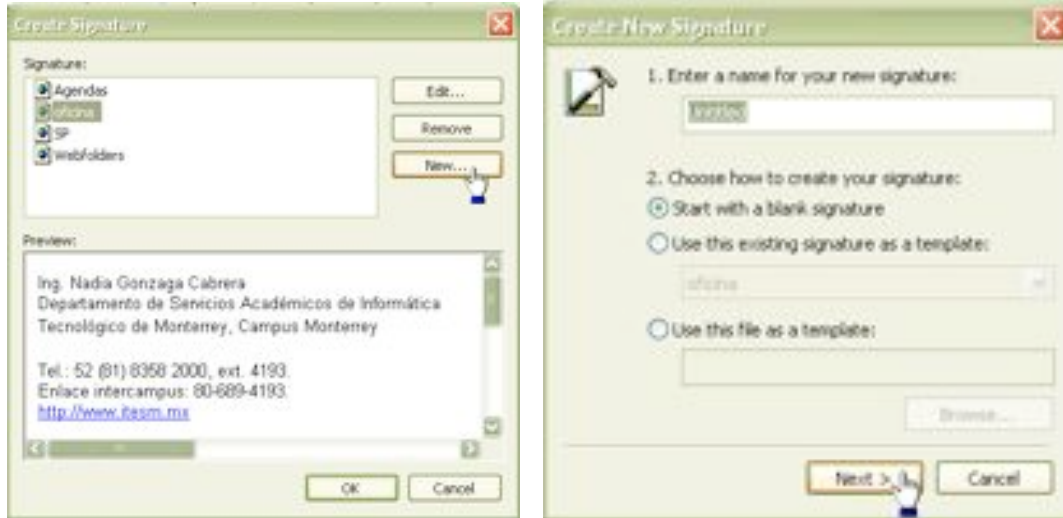 Create Signature
Signature:
Agendas
oficina
SP
Webfolders
Edit...
Remove
New...
Preview:
Ing. Nadia Gonzaga Cabrera
Departamento de Servicios Académicos de Informática
Tecnológico de Monterrey, Campus Monterrey
Tel.: 52 (81) 8358 2000, ext. 4193.
Enlace intercampus: 80-689-4193.
http://www.itesm.mx
OK
Cancel
Create New Signature
1. Enter a name for your new signature:
Untitled
2. Choose how to create your signature:
Start with a blank signature
Use this existing signature as a template:
oficina
Use this file as a template:
Browse...
Next >
Cancel